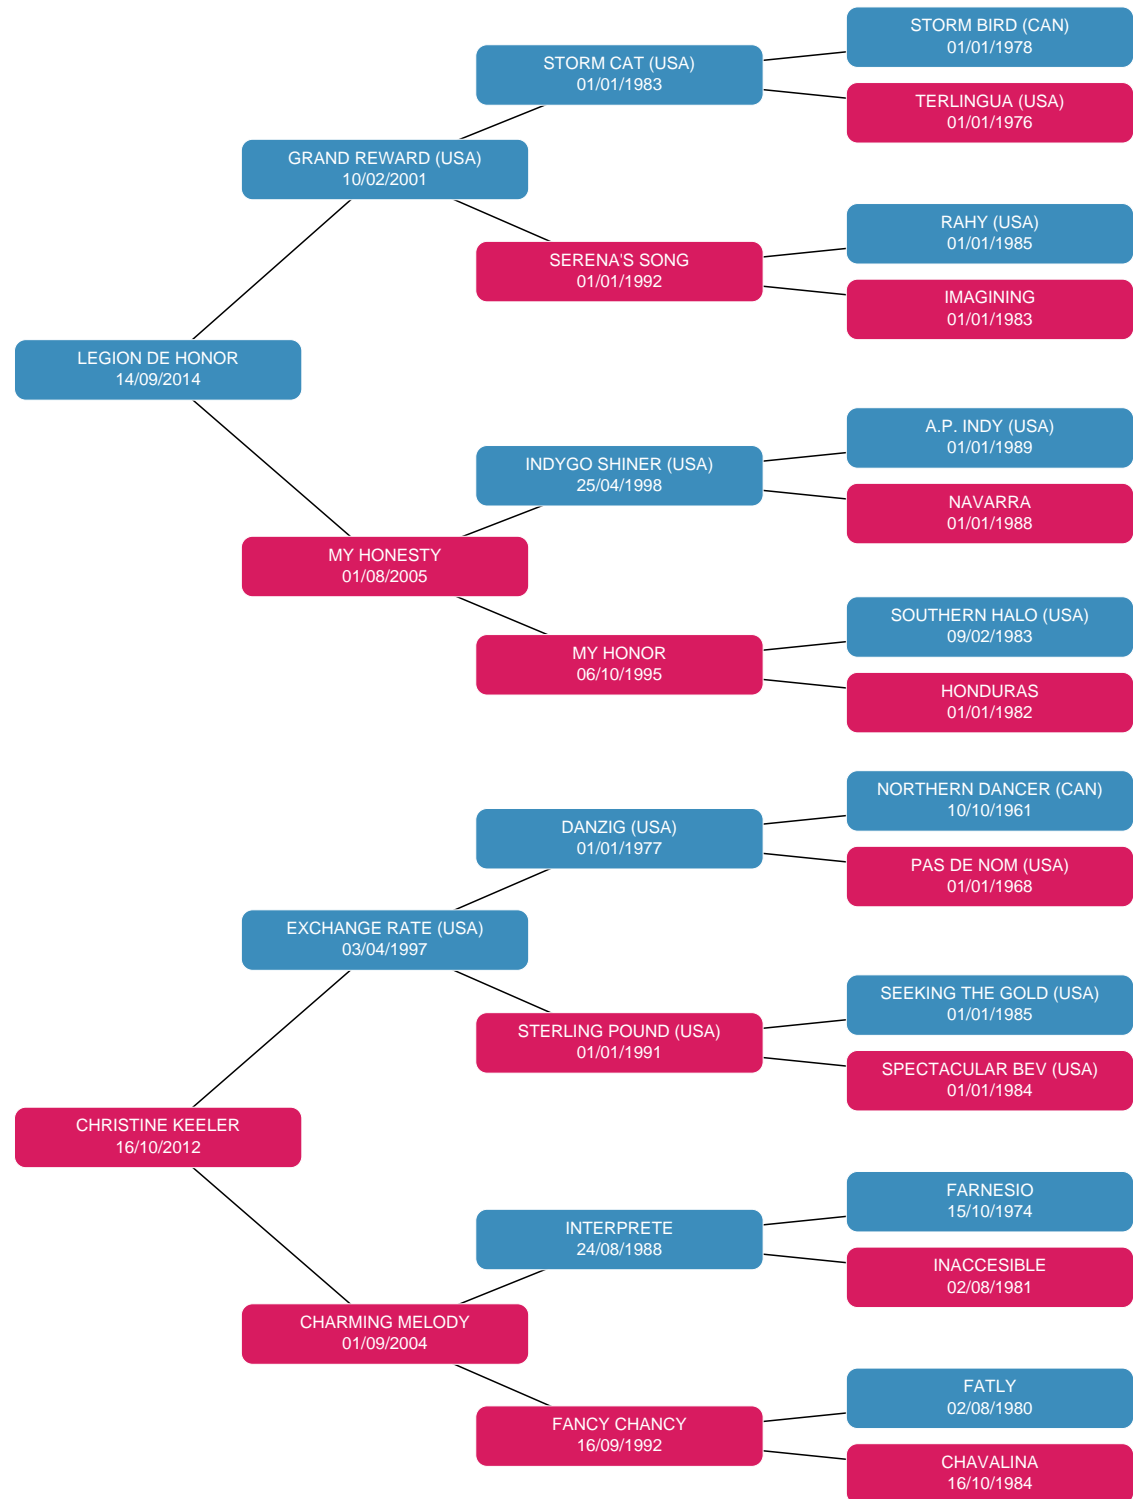 STORM BIRD (CAN)
01/01/1978
STORM CAT (USA)
01/01/1983
TERLINGUA (USA)
01/01/1976
GRAND REWARD (USA)
10/02/2001
RAHY (USA)
01/01/1985
SERENA'S SONG
01/01/1992
IMAGINING
01/01/1983
LEGION DE HONOR
14/09/2014
A.P. INDY (USA)
01/01/1989
INDYGO SHINER (USA)
25/04/1998
NAVARRA
01/01/1988
MY HONESTY
01/08/2005
SOUTHERN HALO (USA)
09/02/1983
MY HONOR
06/10/1995
HONDURAS
01/01/1982
NORTHERN DANCER (CAN)
10/10/1961
DANZIG (USA)
01/01/1977
PAS DE NOM (USA)
01/01/1968
EXCHANGE RATE (USA)
03/04/1997
SEEKING THE GOLD (USA)
01/01/1985
STERLING POUND (USA)
01/01/1991
SPECTACULAR BEV (USA)
01/01/1984
CHRISTINE KEELER
16/10/2012
FARNESIO
15/10/1974
INTERPRETE
24/08/1988
INACCESIBLE
02/08/1981
CHARMING MELODY
01/09/2004
FATLY
02/08/1980
FANCY CHANCY
16/09/1992
CHAVALINA
16/10/1984